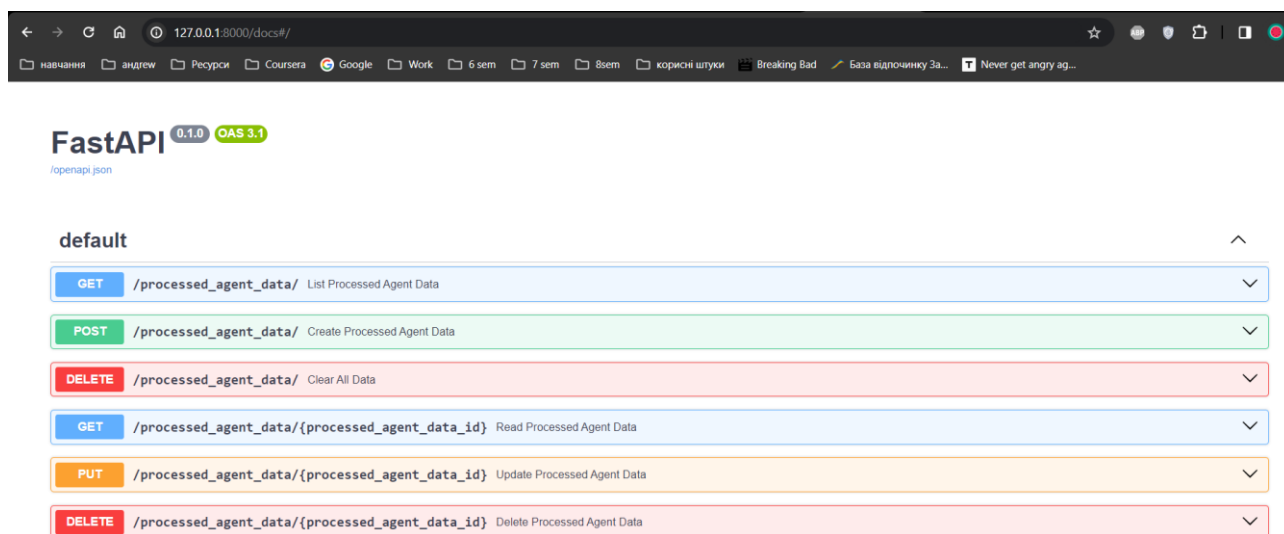 127.0.0.1:8000/docs#/
ABP
навчання андrew Ресурси Coursera G Google Work 6 sem 7 sem 8sem корисні штуки Breaking Bad База відпочинку За... T Never get angry ag...
FastAPI 0.1.0 OAS 3.1
/openapi.json
default
GET /processed_agent_data/ List Processed Agent Data
POST /processed_agent_data/ Create Processed Agent Data
DELETE /processed_agent_data/ Clear All Data
GET /processed_agent_data/{processed_agent_data_id} Read Processed Agent Data
PUT /processed_agent_data/{processed_agent_data_id} Update Processed Agent Data
DELETE /processed_agent_data/{processed_agent_data_id} Delete Processed Agent Data